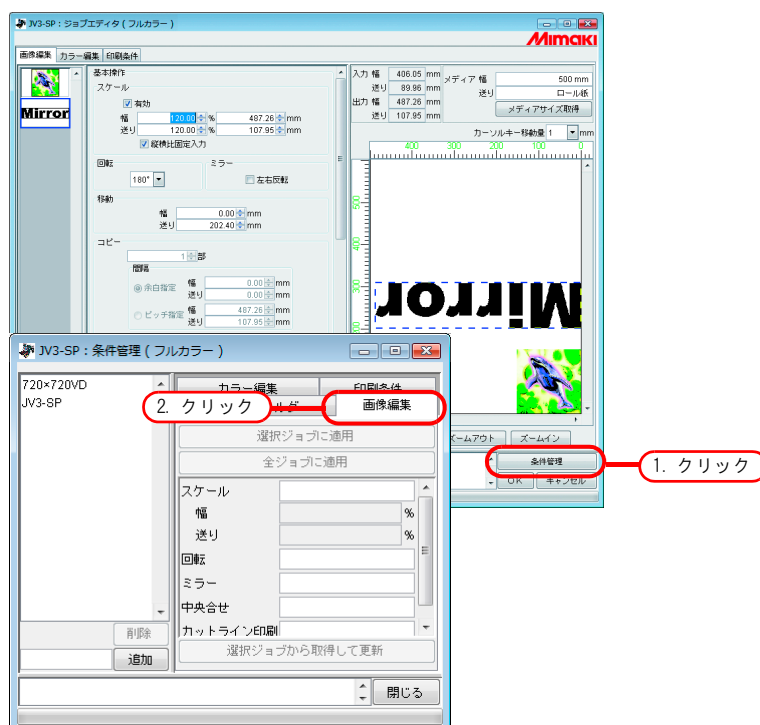 JV3-SP：ジョブエディタ ( フルカラー )
Mimaki
画像編集 カラー編集 印刷条件
Mirror
基本操作
スケール
有効
幅 120.00 % 487.26 mm
送り 120.00 % 107.95 mm
縦横比固定入力
回転 ミラー
180° 左右反転
移動
幅 0.00 mm
送り 202.40 mm
コピー
1 部
間隔
余白指定 幅 0.00 mm
送り 0.00 mm
ピッチ指定 幅 487.26 mm
送り 107.95 mm
入力 幅 406.05 mm
送り 89.96 mm
出力 幅 487.26 mm
送り 107.95 mm
メディア 幅 500 mm
送り ロール紙
メディアサイズ取得
カーソルキー移動量 1 mm
400 300 200 100 0
500
400
300
200
Mirror
ズームアウト ズームイン
条件管理
OK キャンセル
1. クリック
JV3-SP：条件管理 ( フルカラー )
720×720VD
JV3-SP
カラー編集 印刷条件
ルダ 画像編集
2. クリック
選択ジョブに適用
全ジョブに適用
スケール
幅 %
送り %
回転
ミラー
中央合せ
カットライン印刷
選択ジョブから取得して更新
削除
追加
閉じる